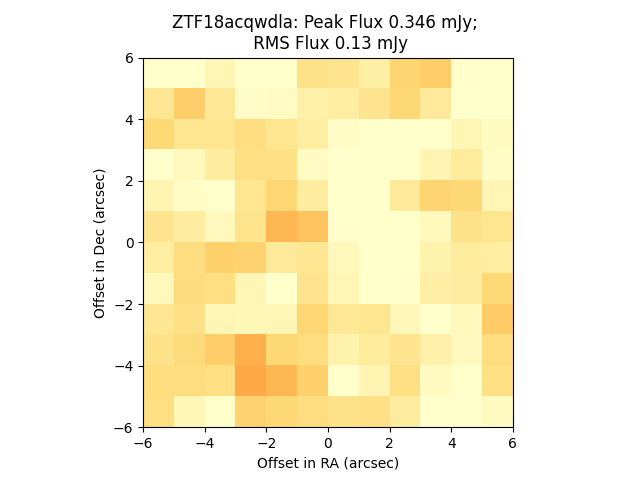 ZTF18acqwdla: Peak Flux 0.346 mJy;
RMS Flux 0.13 mJy
6
4
2
0
−2
−4
−6
Offset in Dec (arcsec)
−6 −4 −2 0 2 4 6
Offset in RA (arcsec)